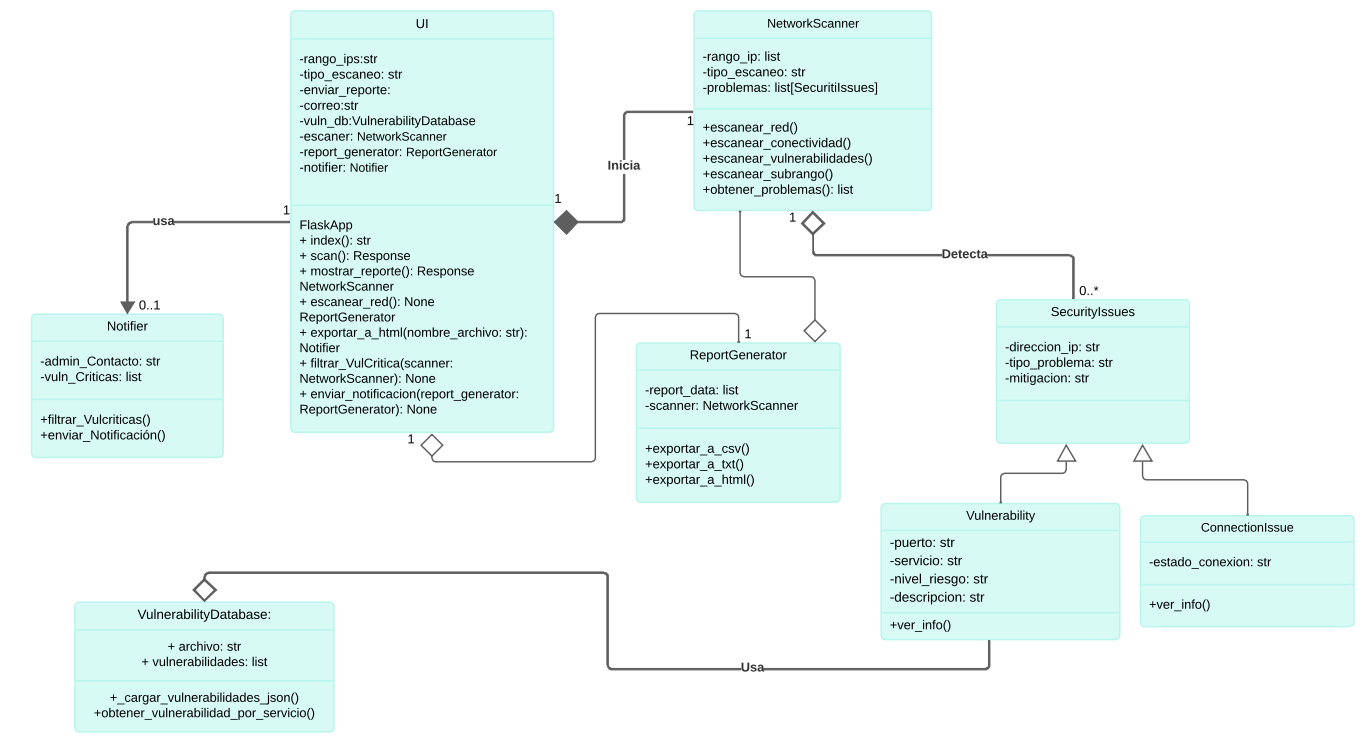 UI
-rango_ips:str
-tipo_escaneo: str
-enviar_reporte:
-correo:str
-vuln_db:VulnerabilityDatabase
-escaner: NetworkScanner
-report_generator: ReportGenerator
-notifier: Notifier
FlaskApp
+ index(): str
+ scan(): Response
+ mostrar_reporte(): Response
NetworkScanner
+ escanear_red(): None
ReportGenerator
+ exportar_a_html(nombre_archivo: str):
Notifier
+ filtrar_VulCritica(scanner:
NetworkScanner): None
+ enviar_notificacion(report_generator:
ReportGenerator): None
NetworkScanner
-rango_ip: list
-tipo_escaneo: str
-problemas: list[SecuritiIssues]
+escanear_red()
+escanear_conectividad()
+escanear_vulnerabilidades()
+escanear_subrango()
+obtener_problemas(): list
1
Inicia
1
1
usa
0..1
1
Detecta
0..*
Notifier
-admin_Contacto: str
-vuln_Criticas: list
+filtrar_Vulcriticas()
+enviar_Notificación()
1
1
ReportGenerator
-report_data: list
-scanner: NetworkScanner
+exportar_a_csv()
+exportar_a_txt()
+exportar_a_html()
SecurityIssues
-direccion_ip: str
-tipo_problema: str
-mitigacion: str
Vulnerability
-puerto: str
-servicio: str
-nivel_riesgo: str
-descripcion: str
+ver_info()
ConnectionIssue
-estado_conexion: str
+ver_info()
VulnerabilityDatabase:
+ archivo: str
+ vulnerabilidades: list
+_cargar_vulnerabilidades_json()
+obtener_vulnerabilidad_por_servicio()
Usa